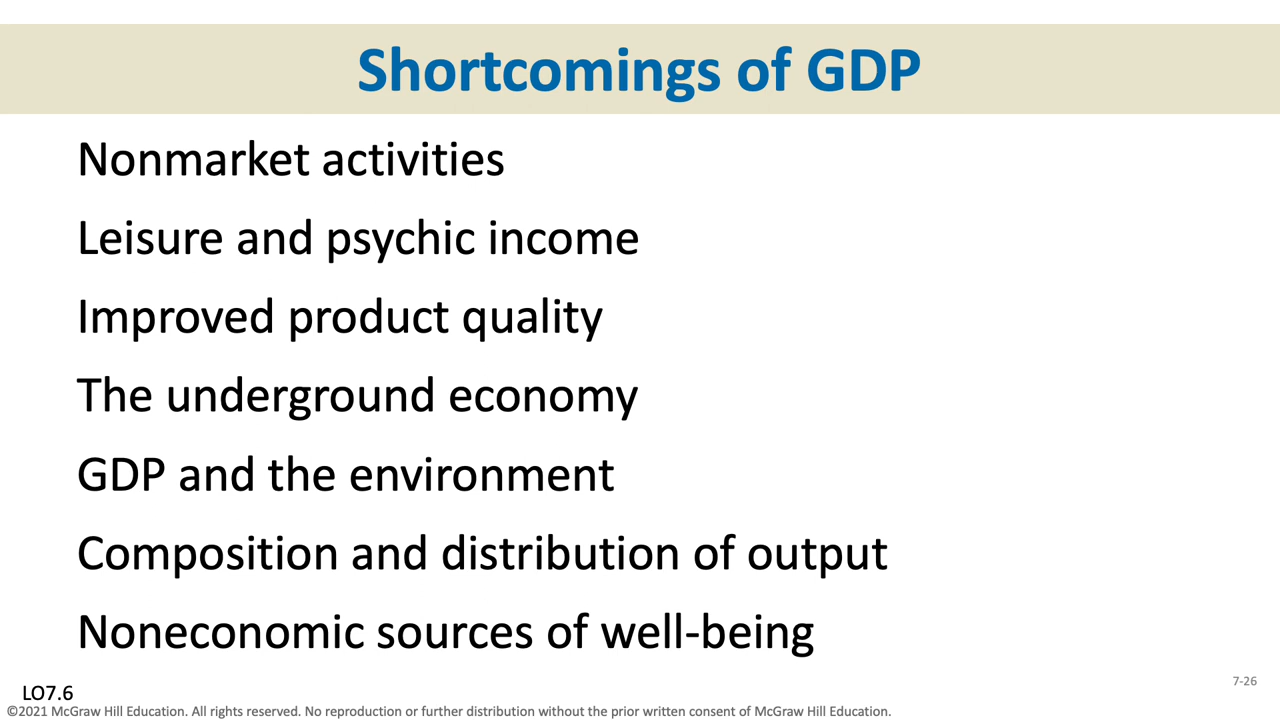 Shortcomings of GDP
Nonmarket activities
Leisure and psychic income
Improved product quality
The underground economy
GDP and the environment
Composition and distribution of output
Noneconomic sources of well-being
LO7.6
7-26
©2021 McGraw Hill Education. All rights reserved. No reproduction or further distribution without the prior written consent of McGraw Hill Education.